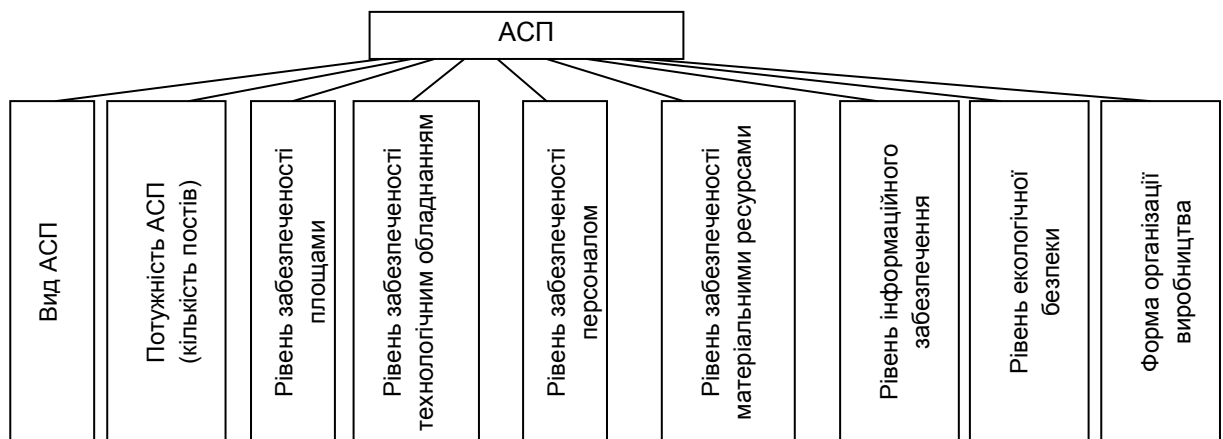 АСП
Вид АСП
Потужність АСП
(кількість постів)
Рівень забезпеченості
площами
Рівень забезпеченості
технологічним обладнанням
Рівень забезпеченості
персоналом
Рівень забезпеченості
матеріальними ресурсами
Рівень інформаційного
забезпечення
Рівень екологічної
безпеки
Форма організації
виробництва